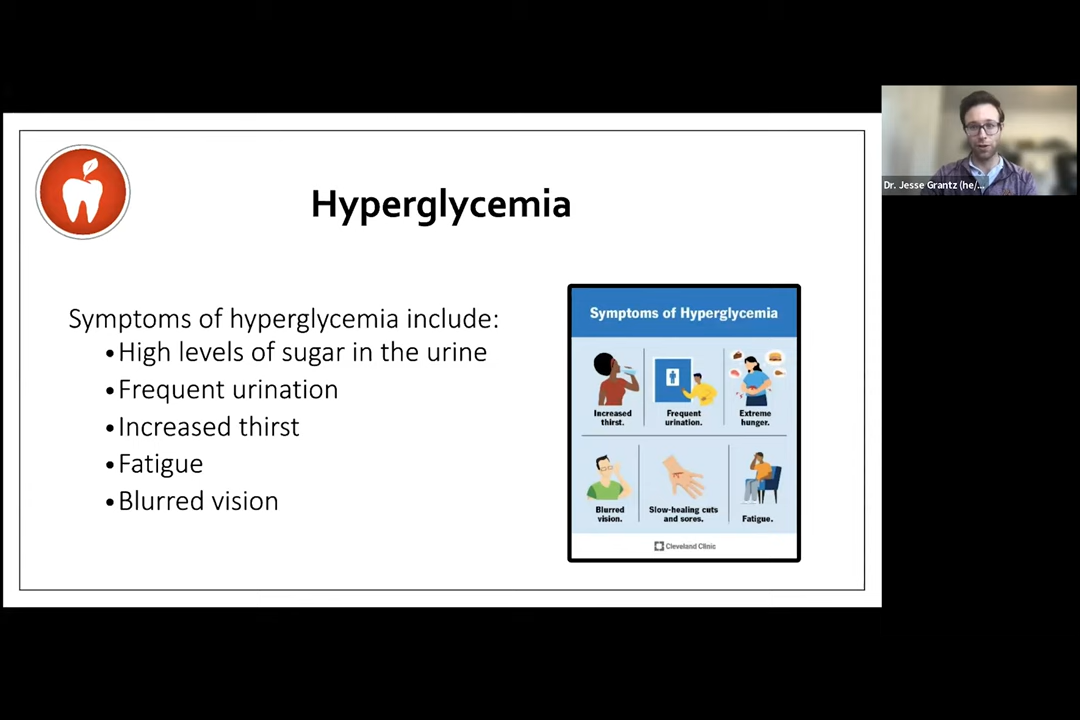 Hyperglycemia
Symptoms of hyperglycemia include:
•High levels of sugar in the urine
•Frequent urination
•Increased thirst
•Fatigue
•Blurred vision
Symptoms of Hyperglycemia
Increased
thirst.
Frequent
urination.
Extreme
hunger.
Blurred
vision.
Slow-healing cuts
and sores.
Fatigue.
Cleveland Clinic
Dr. Jesse Grantz (he/...